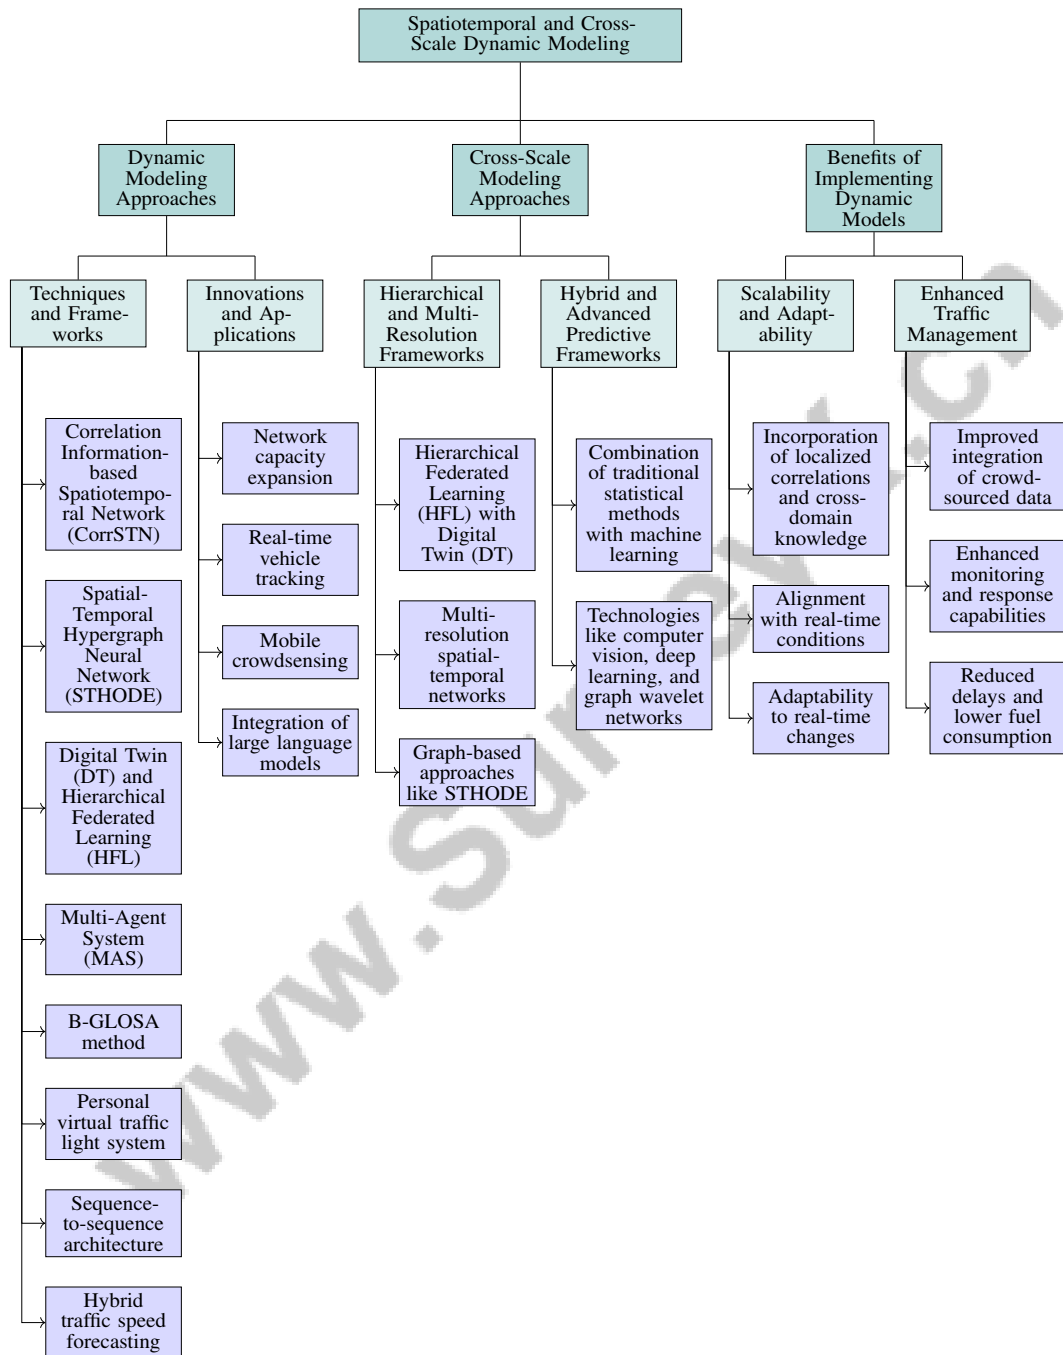 Spatiotemporal and Cross-
Scale Dynamic Modeling
Dynamic
Modeling
Approaches
Cross-Scale
Modeling
Approaches
Benefits of
Implementing
Dynamic
Models
Techniques
and Frame-
works
Innovations
and Ap-
plications
Hierarchical
and Multi-
Resolution
Frameworks
Hybrid and
Advanced
Predictive
Frameworks
Scalability
and Adapt-
ability
Enhanced
Traffic
Management
Correlation
Information-
based
Spatiotempo-
ral Network
(CorrSTN)
Spatial-
Temporal
Hypergraph
Neural
Network
(STHODE)
Digital Twin
(DT) and
Hierarchical
Federated
Learning
(HFL)
Multi-Agent
System
(MAS)
B-GLOSA
method
Personal
virtual traffic
light system
Sequence-
to-sequence
architecture
Hybrid
traffic speed
forecasting
Network
capacity
expansion
Real-time
vehicle
tracking
Mobile
crowdsensing
Integration of
large language
models
Hierarchical
Federated
Learning
(HFL) with
Digital
Twin (DT)
Multi-
resolution
spatial-
temporal
networks
Graph-based
approaches
like STHODE
Combination
of traditional
statistical
methods
with machine
learning
Technologies
like computer
vision, deep
learning, and
graph wavelet
networks
Incorporation
of localized
correlations
and cross-
domain
knowledge
Alignment
with real-time
conditions
Adaptability
to real-time
changes
Improved
integration
of crowd-
sourced data
Enhanced
monitoring
and response
capabilities
Reduced
delays and
lower fuel
consumption